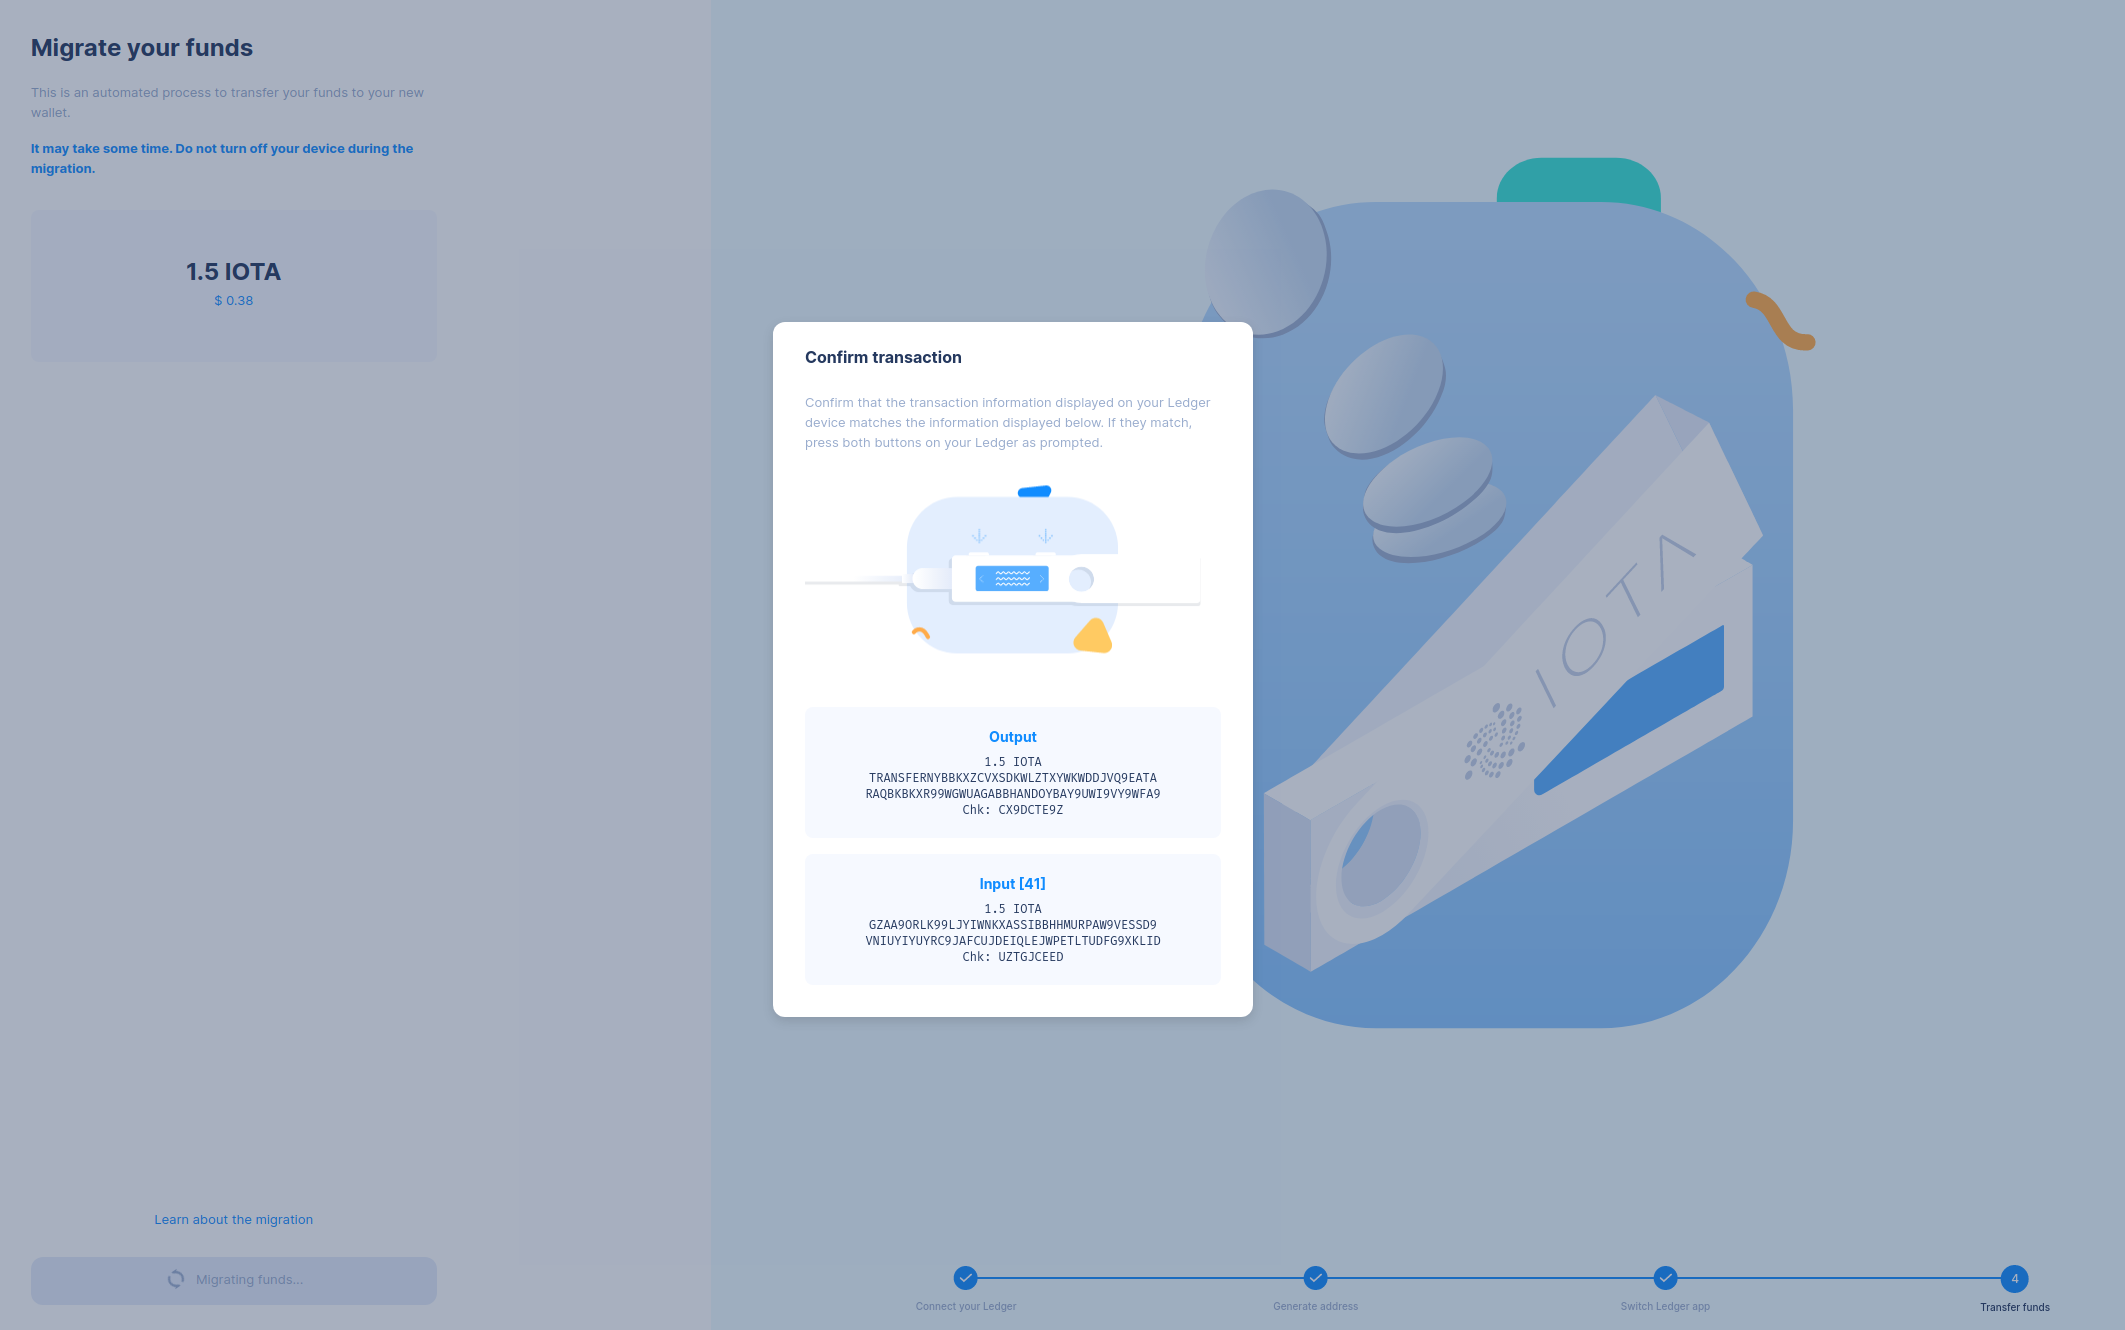 Migrate your funds
This is an automated process to transfer your funds to your new
wallet.
It may take some time. Do not turn off your device during the
migration.
1.5 IOTA
$ 0.38
Learn about the migration
Migrating funds...
Confirm transaction
Confirm that the transaction information displayed on your Ledger
device matches the information displayed below. If they match,
press both buttons on your Ledger as prompted.
Output
1.5 IOTA
TRANSFERNYBBKXZCVXSDKWLZTXYWKWDDJVQ9EATA
RAQBKBKXR99WGWUAGABBHANDOYBAY9UWI9VY9WFA9
Chk: CX9DCTE9Z
Input [41]
1.5 IOTA
GZAA9ORLK99LJYIWNKXASSIBBHHMURPAW9VESSD9
VNIUYIYUYRC9JAFCUJDEIQLEJWPETLTUDFG9XKLID
Chk: UZTGJCEED
IOTA
4
Connect your Ledger
Generate address
Switch Ledger app
Transfer funds